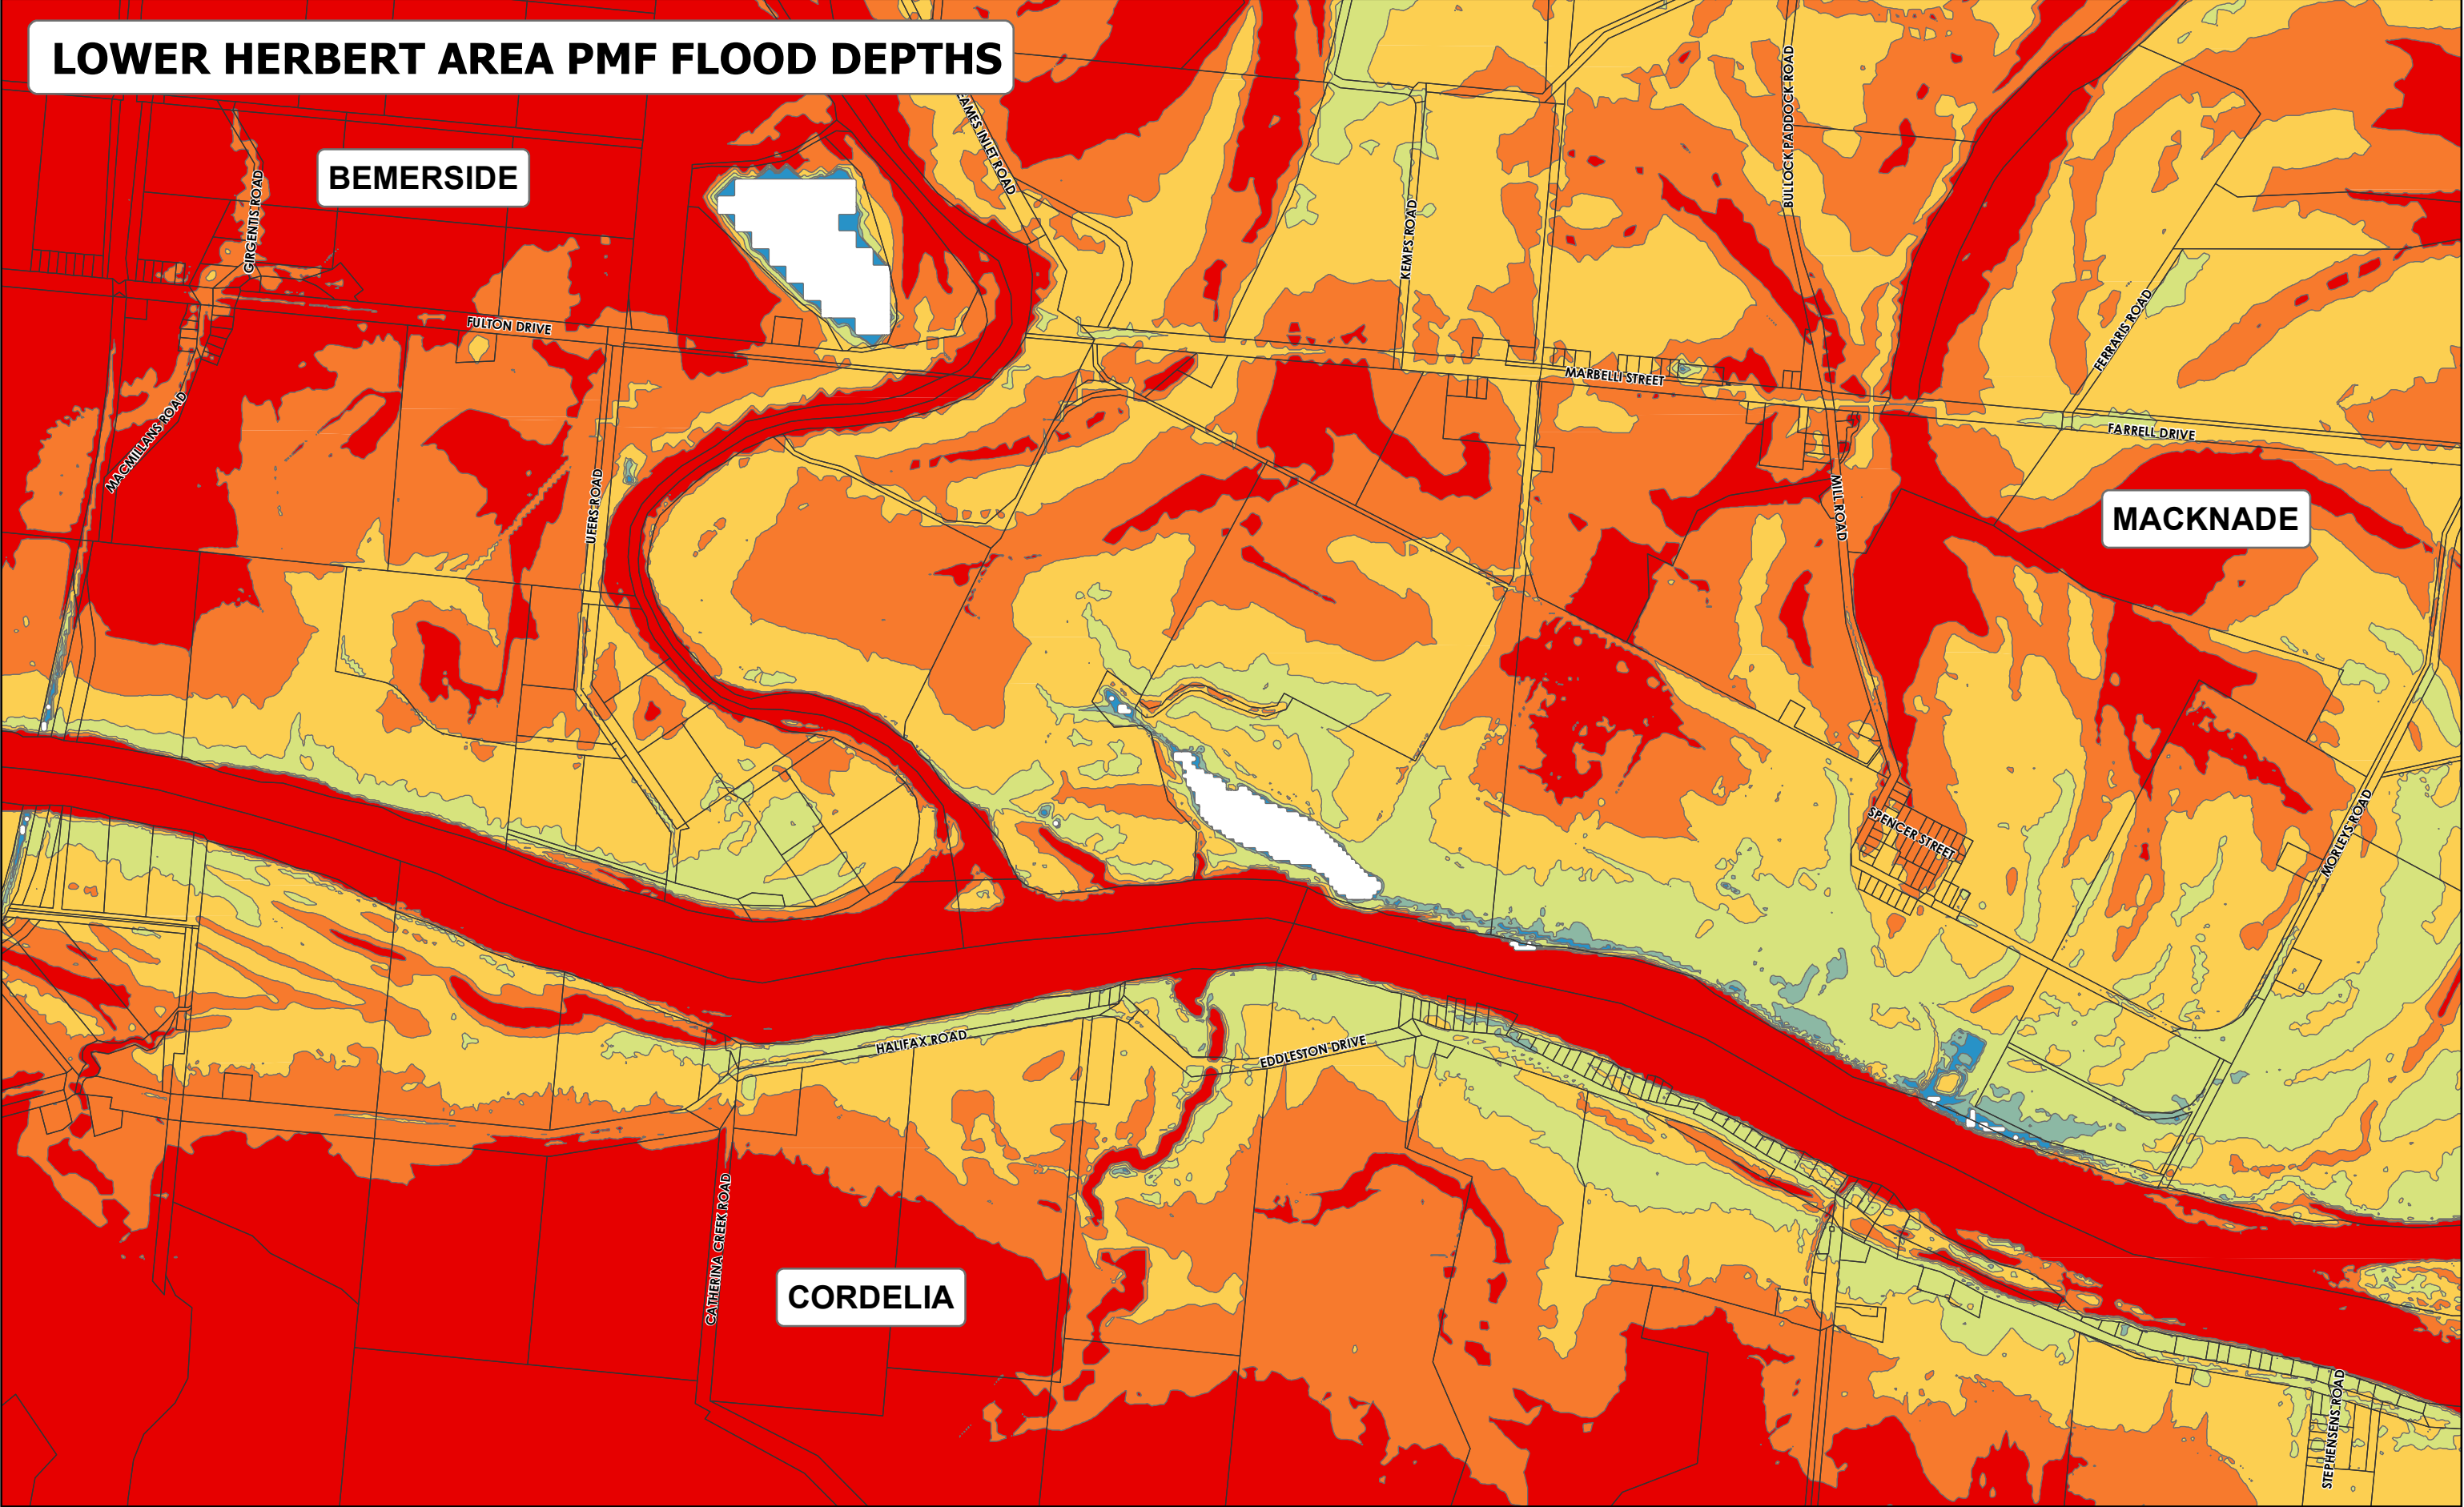 LOWER HERBERT AREA PMF FLOOD DEPTHS
BULLOCK PADDOCK ROAD
EAMES INLET ROAD
BEMERSIDE
GIRGENTIS ROAD
KEMPS ROAD
FULTON DRIVE
FERRARIS ROAD
MARBELLI STREET
MACMILLANS ROAD
FARRELL DRIVE
UEERS ROAD
MILL ROAD
MACKNADE
SPENCER STREET
MORLEYS ROAD
HALIFAX ROAD
EDDLESTON DRIVE
CATHERINA CREEK ROAD
CORDELIA
STEPHENSENS ROAD